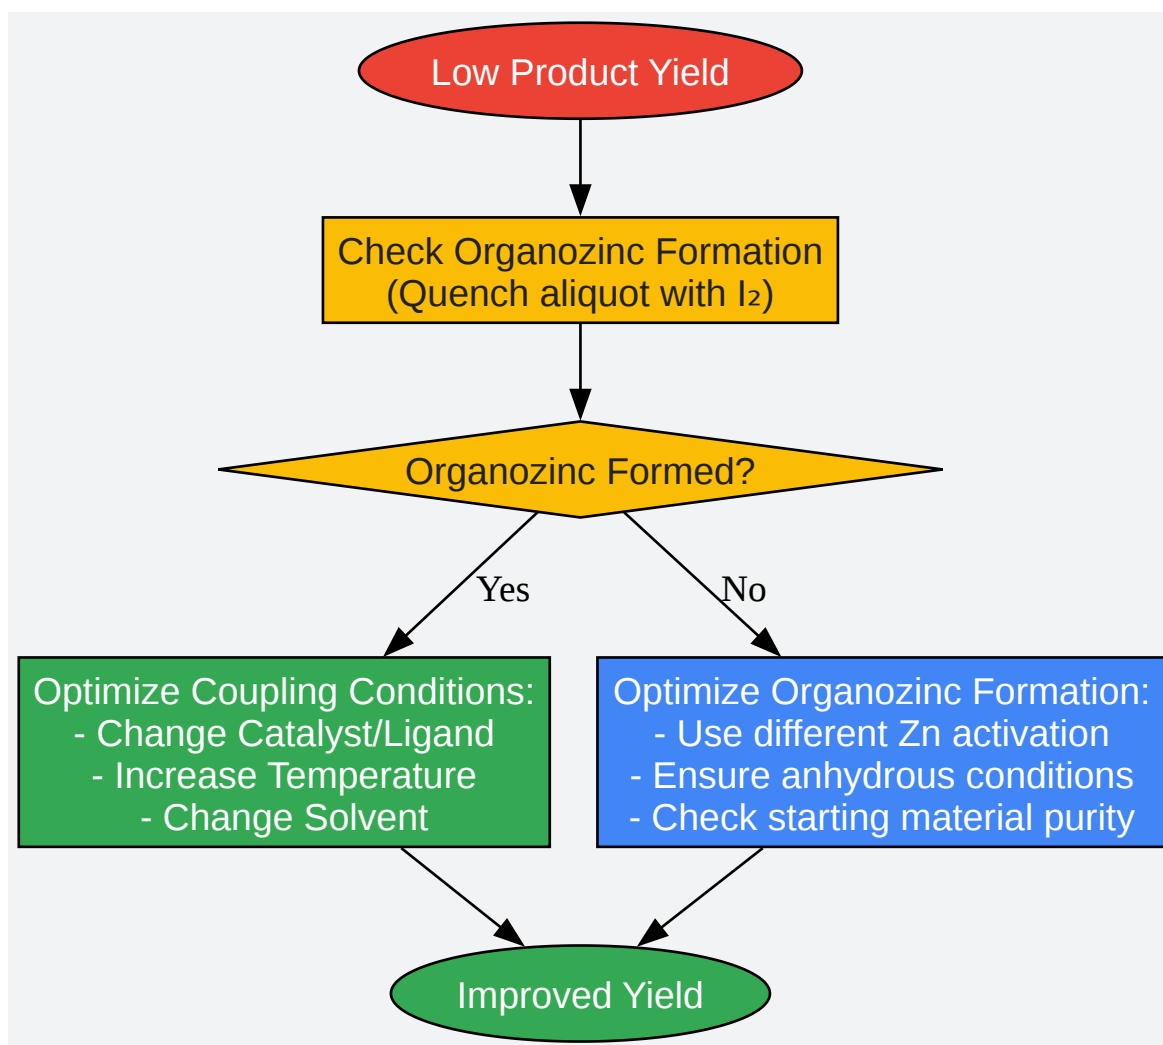 Low Product Yield
Check Organozinc Formation
(Quench aliquot with I₂)
Organozinc Formed?
Yes
No
Optimize Coupling Conditions:
- Change Catalyst/Ligand
- Increase Temperature
- Change Solvent
Optimize Organozinc Formation:
- Use different Zn activation
- Ensure anhydrous conditions
- Check starting material purity
Improved Yield